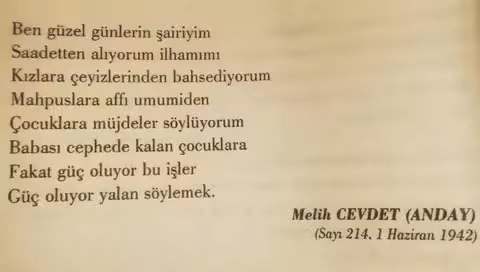 Ben güzel günlerin şairiyim
Saadetten alıyorum ilhamımı
Kızlara çeyizlerinden bahsediyorum
Mahpuslara affı umumiden
Çocuklara müjdeler söylüyorum
Babası cephede kalan çocuklara
Fakat güç oluyor bu işler
Güç oluyor yalan söylemek.
Melih CEVDET (ANDAY)
(Sayı 214, 1 Haziran 1942)